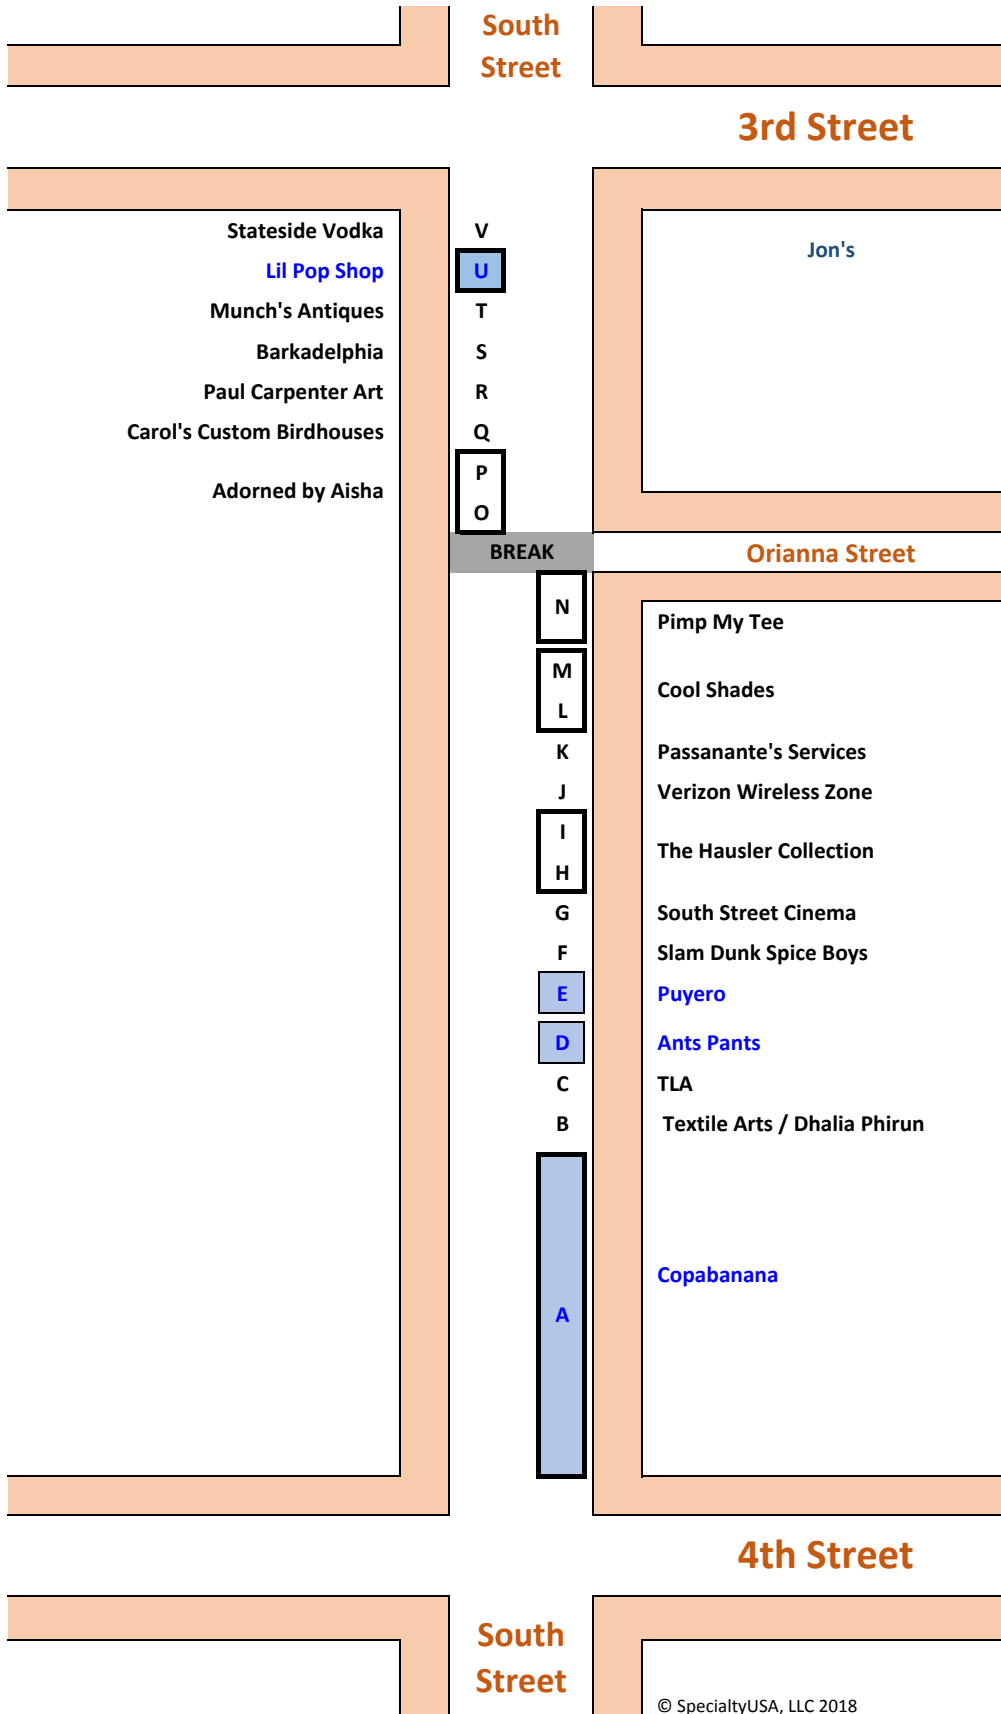 South
Street
3rd Street
Stateside Vodka V
Jon's
Lil Pop Shop U
Munch's Antiques T
Barkadelphia S
Paul Carpenter Art R
Carol's Custom Birdhouses Q
P
Adorned by Aisha
O
BREAK Orianna Street
N
Pimp My Tee
M
Cool Shades
L
K Passanante's Services
J Verizon Wireless Zone
I
The Hausler Collection
H
G South Street Cinema
F Slam Dunk Spice Boys
E Puyero
D Ants Pants
C TLA
B Textile Arts / Dhalia Phirun
Copabanana
A
4th Street
South
Street
© SpecialtyUSA, LLC 2018